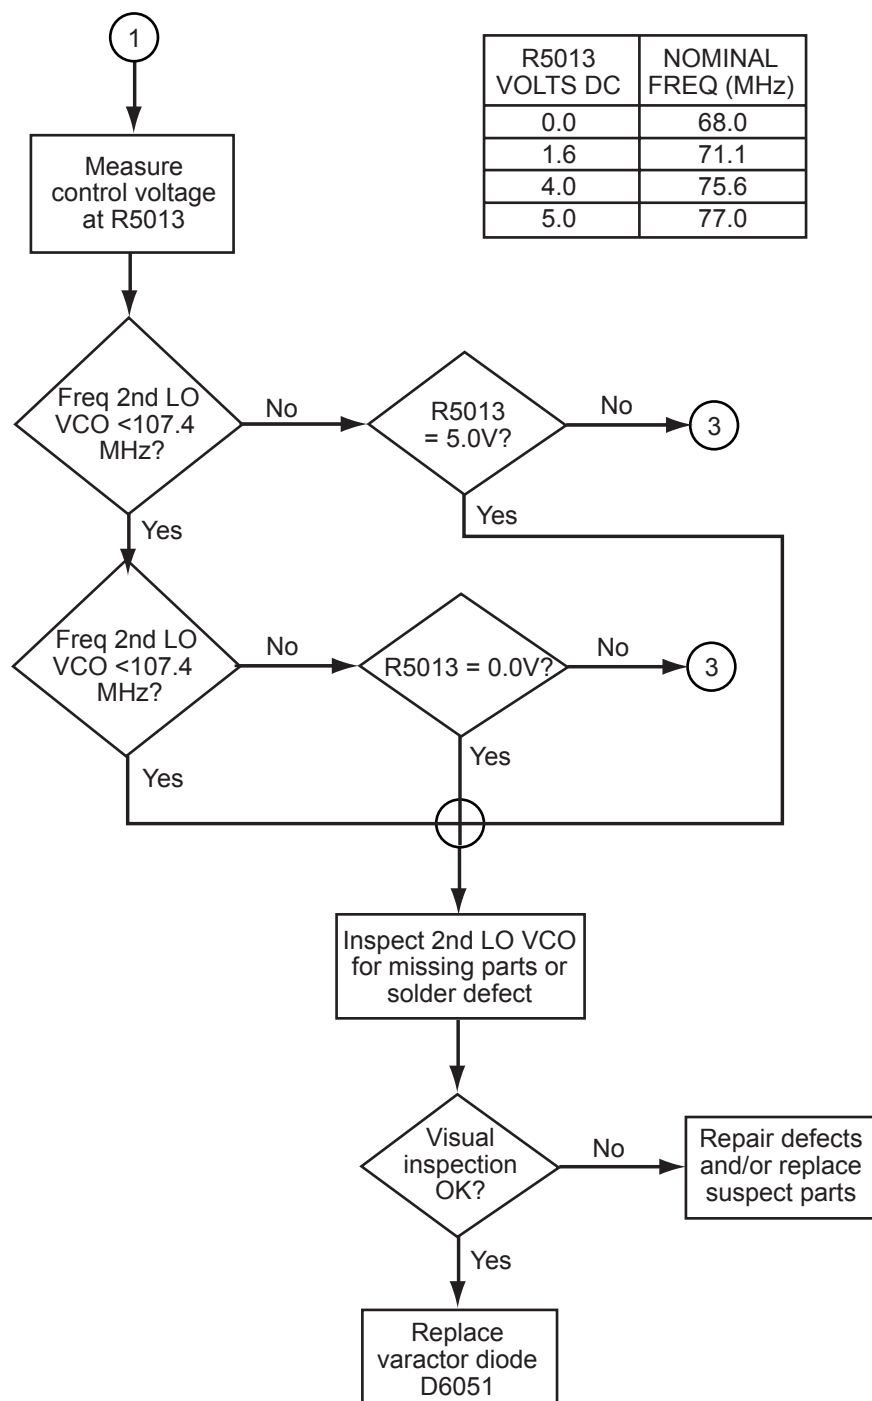 1
R5013
VOLTS DC
NOMINAL
FREQ (MHz)
0.0
68.0
1.6
71.1
4.0
75.6
5.0
77.0
Measure
control voltage
at R5013
Freq 2nd LO
VCO <107.4
MHz?
No
R5013
= 5.0V?
No
3
Yes
Yes
Freq 2nd LO
VCO <107.4
MHz?
No
R5013 = 0.0V?
No
3
Yes
Yes
Inspect 2nd LO VCO
for missing parts or
solder defect
Visual
inspection
OK?
No
Repair defects
and/or replace
suspect parts
Yes
Replace
varactor diode
D6051